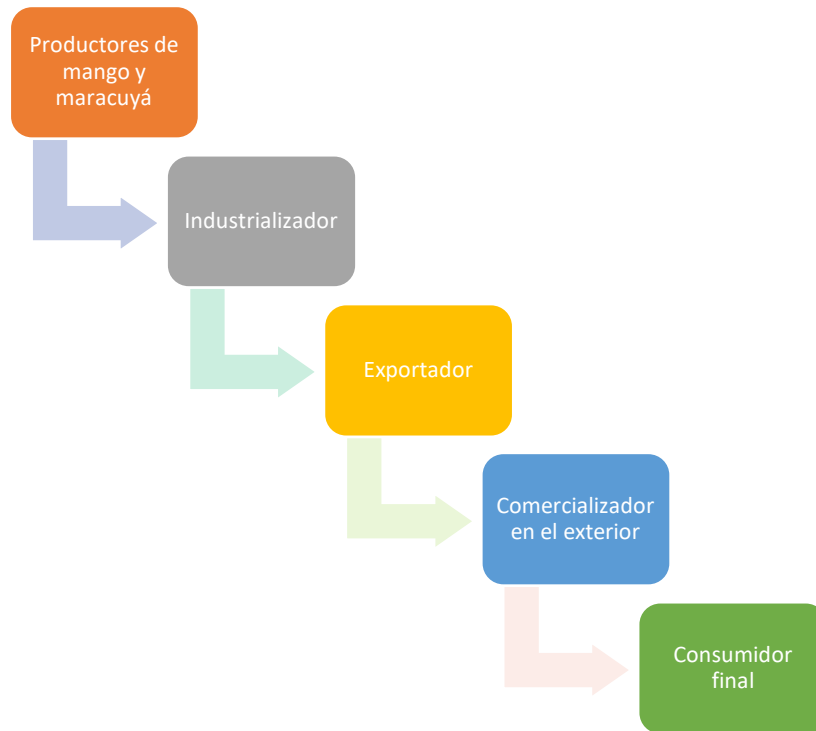 Productores de
mango y
maracuyá
Industrializador
Exportador
Comercializador
en el exterior
Consumidor
final